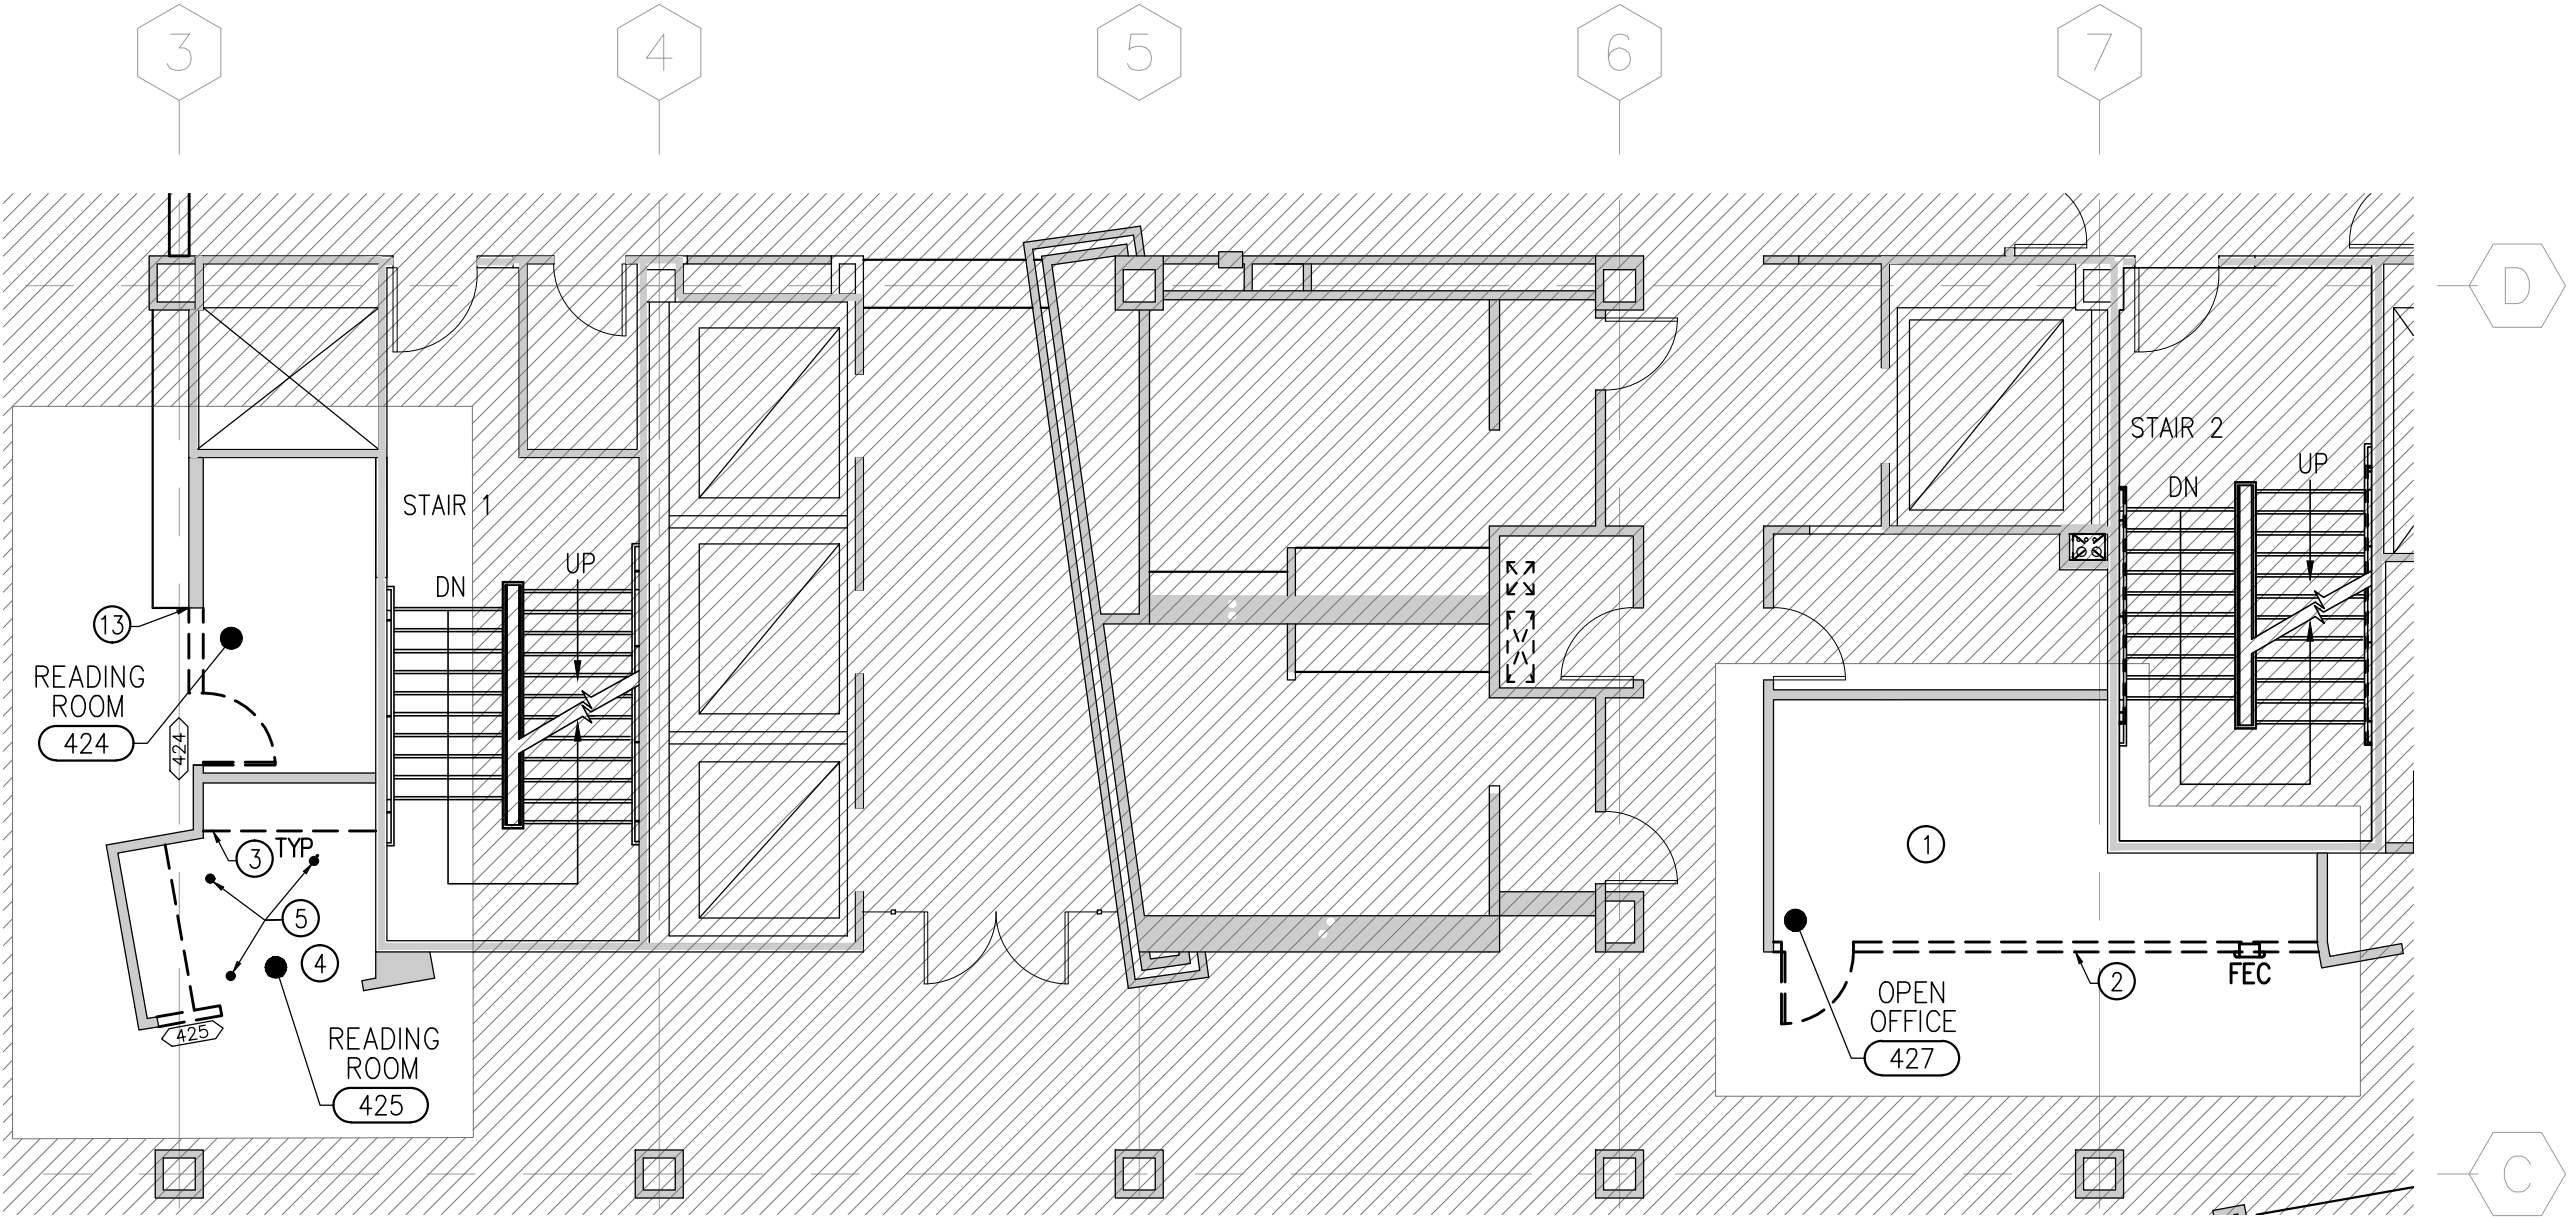 3
4
5
6
7
D
STAIR 1
STAIR 2
UP
DN
DN
UP
13
READING
ROOM
424
424
3
TYP.
5
4
425
READING
ROOM
425
1
2
FEC
OPEN
OFFICE
427
C